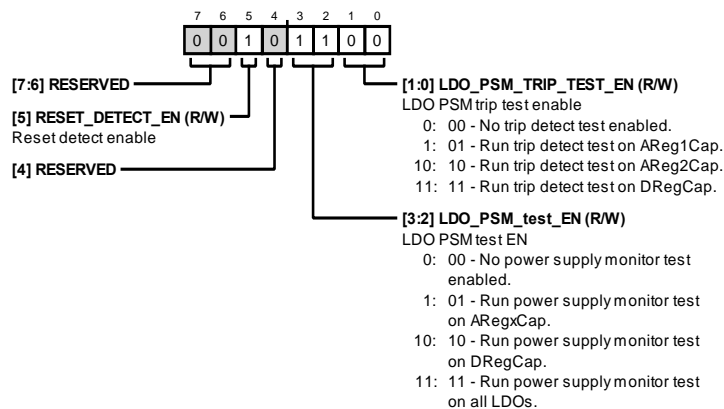 7 6 5 4 3 2 1 0
0 0 1 0 1 1 0 0
[7:6] RESERVED
[5] RESET_DETECT_EN (R/W)
Reset detect enable
[4] RESERVED
[1:0] LDO_PSM_TRIP_TEST_EN (R/W)
LDO PSM trip test enable
0: 00 - No trip detect test enabled.
1: 01 - Run trip detect test on AReg1Cap.
10: 10 - Run trip detect test on AReg2Cap.
11: 11 - Run trip detect test on DRegCap.
[3:2] LDO_PSM_test_EN (R/W)
LDO PSM test EN
0: 00 - No power supply monitor test
enabled.
1: 01 - Run power supply monitor test
on ARegxCap.
10: 10 - Run power supply monitor test
on DRegCap.
11: 11 - Run power supply monitor test
on all LDOs.